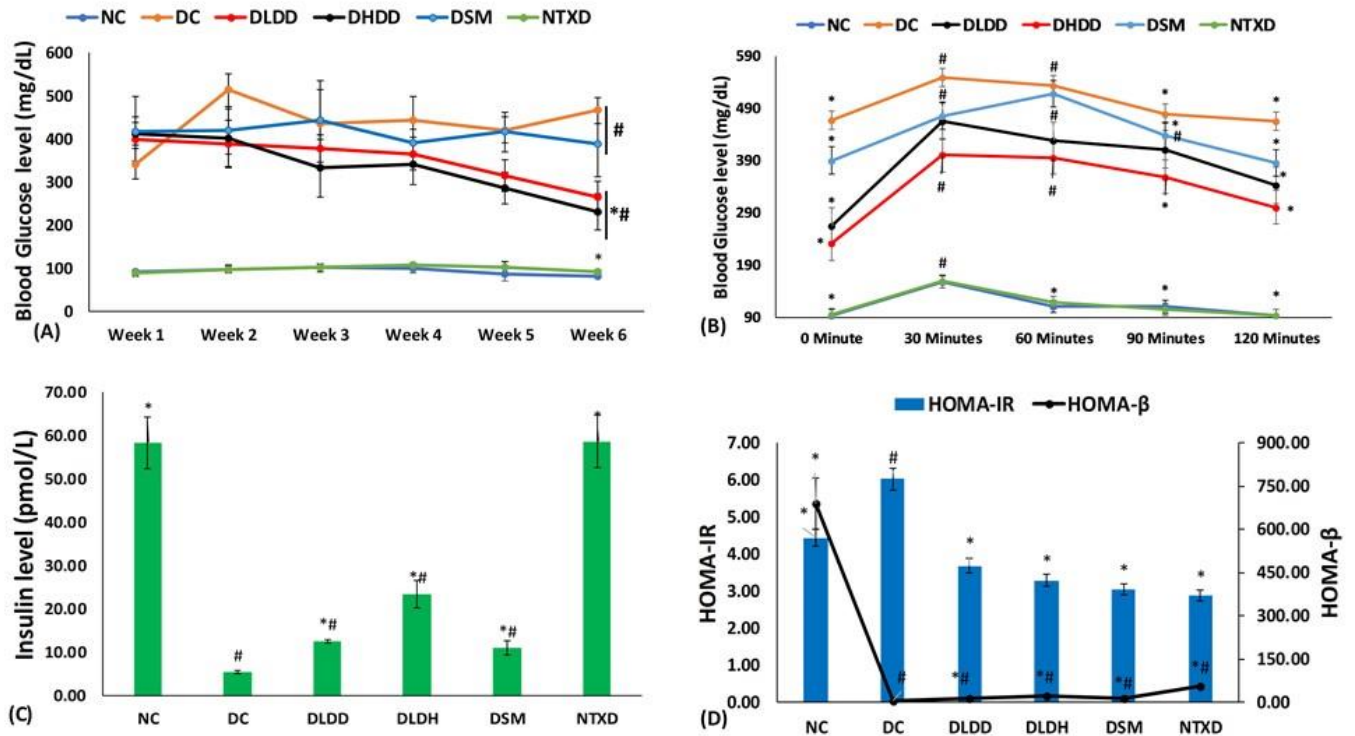 NC DC DLDD DHDD DSM NTXD
Blood Glucose level (mg/dL)
600
500
400
300
200
100
0
#
*#
*
Week 1 Week 2 Week 3 Week 4 Week 5 Week 6
(A)
NC DC DLDD DHDD DSM NTXD
Blood Glucose level (mg/dL)
590
490
390
290
190
90
* # # * *
* # # * # *
* * *
* # # * *
* # * * *
0 Minute 30 Minutes 60 Minutes 90 Minutes 120 Minutes
(B)
Insulin level (pmol/L)
70.00
60.00
50.00
40.00
30.00
20.00
10.00
0.00
* # *# *# *# *
NC DC DLDD DLDH DSM NTXD
(C)
HOMA-IR HOMA-β
HOMA-IR
7.00
6.00
5.00
4.00
3.00
2.00
1.00
0.00
* #
* * * * *
# *# *# *# *#
900.00
750.00
600.00
450.00
300.00
150.00
0.00
HOMA-β
NC DC DLDD DLDH DSM NTXD
(D)